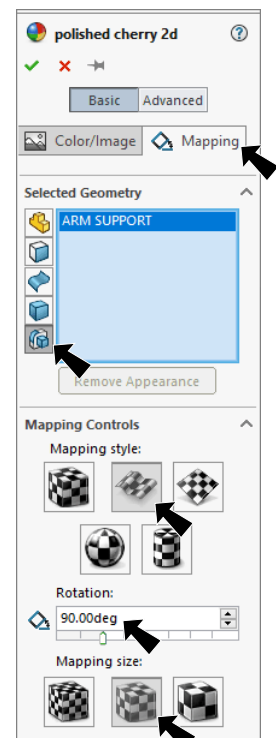 polished cherry 2d
Basic Advanced
Color/Image Mapping
Selected Geometry
ARM SUPPORT
Remove Appearance
Mapping Controls
Mapping style:
Rotation:
90.00deg
Mapping size: